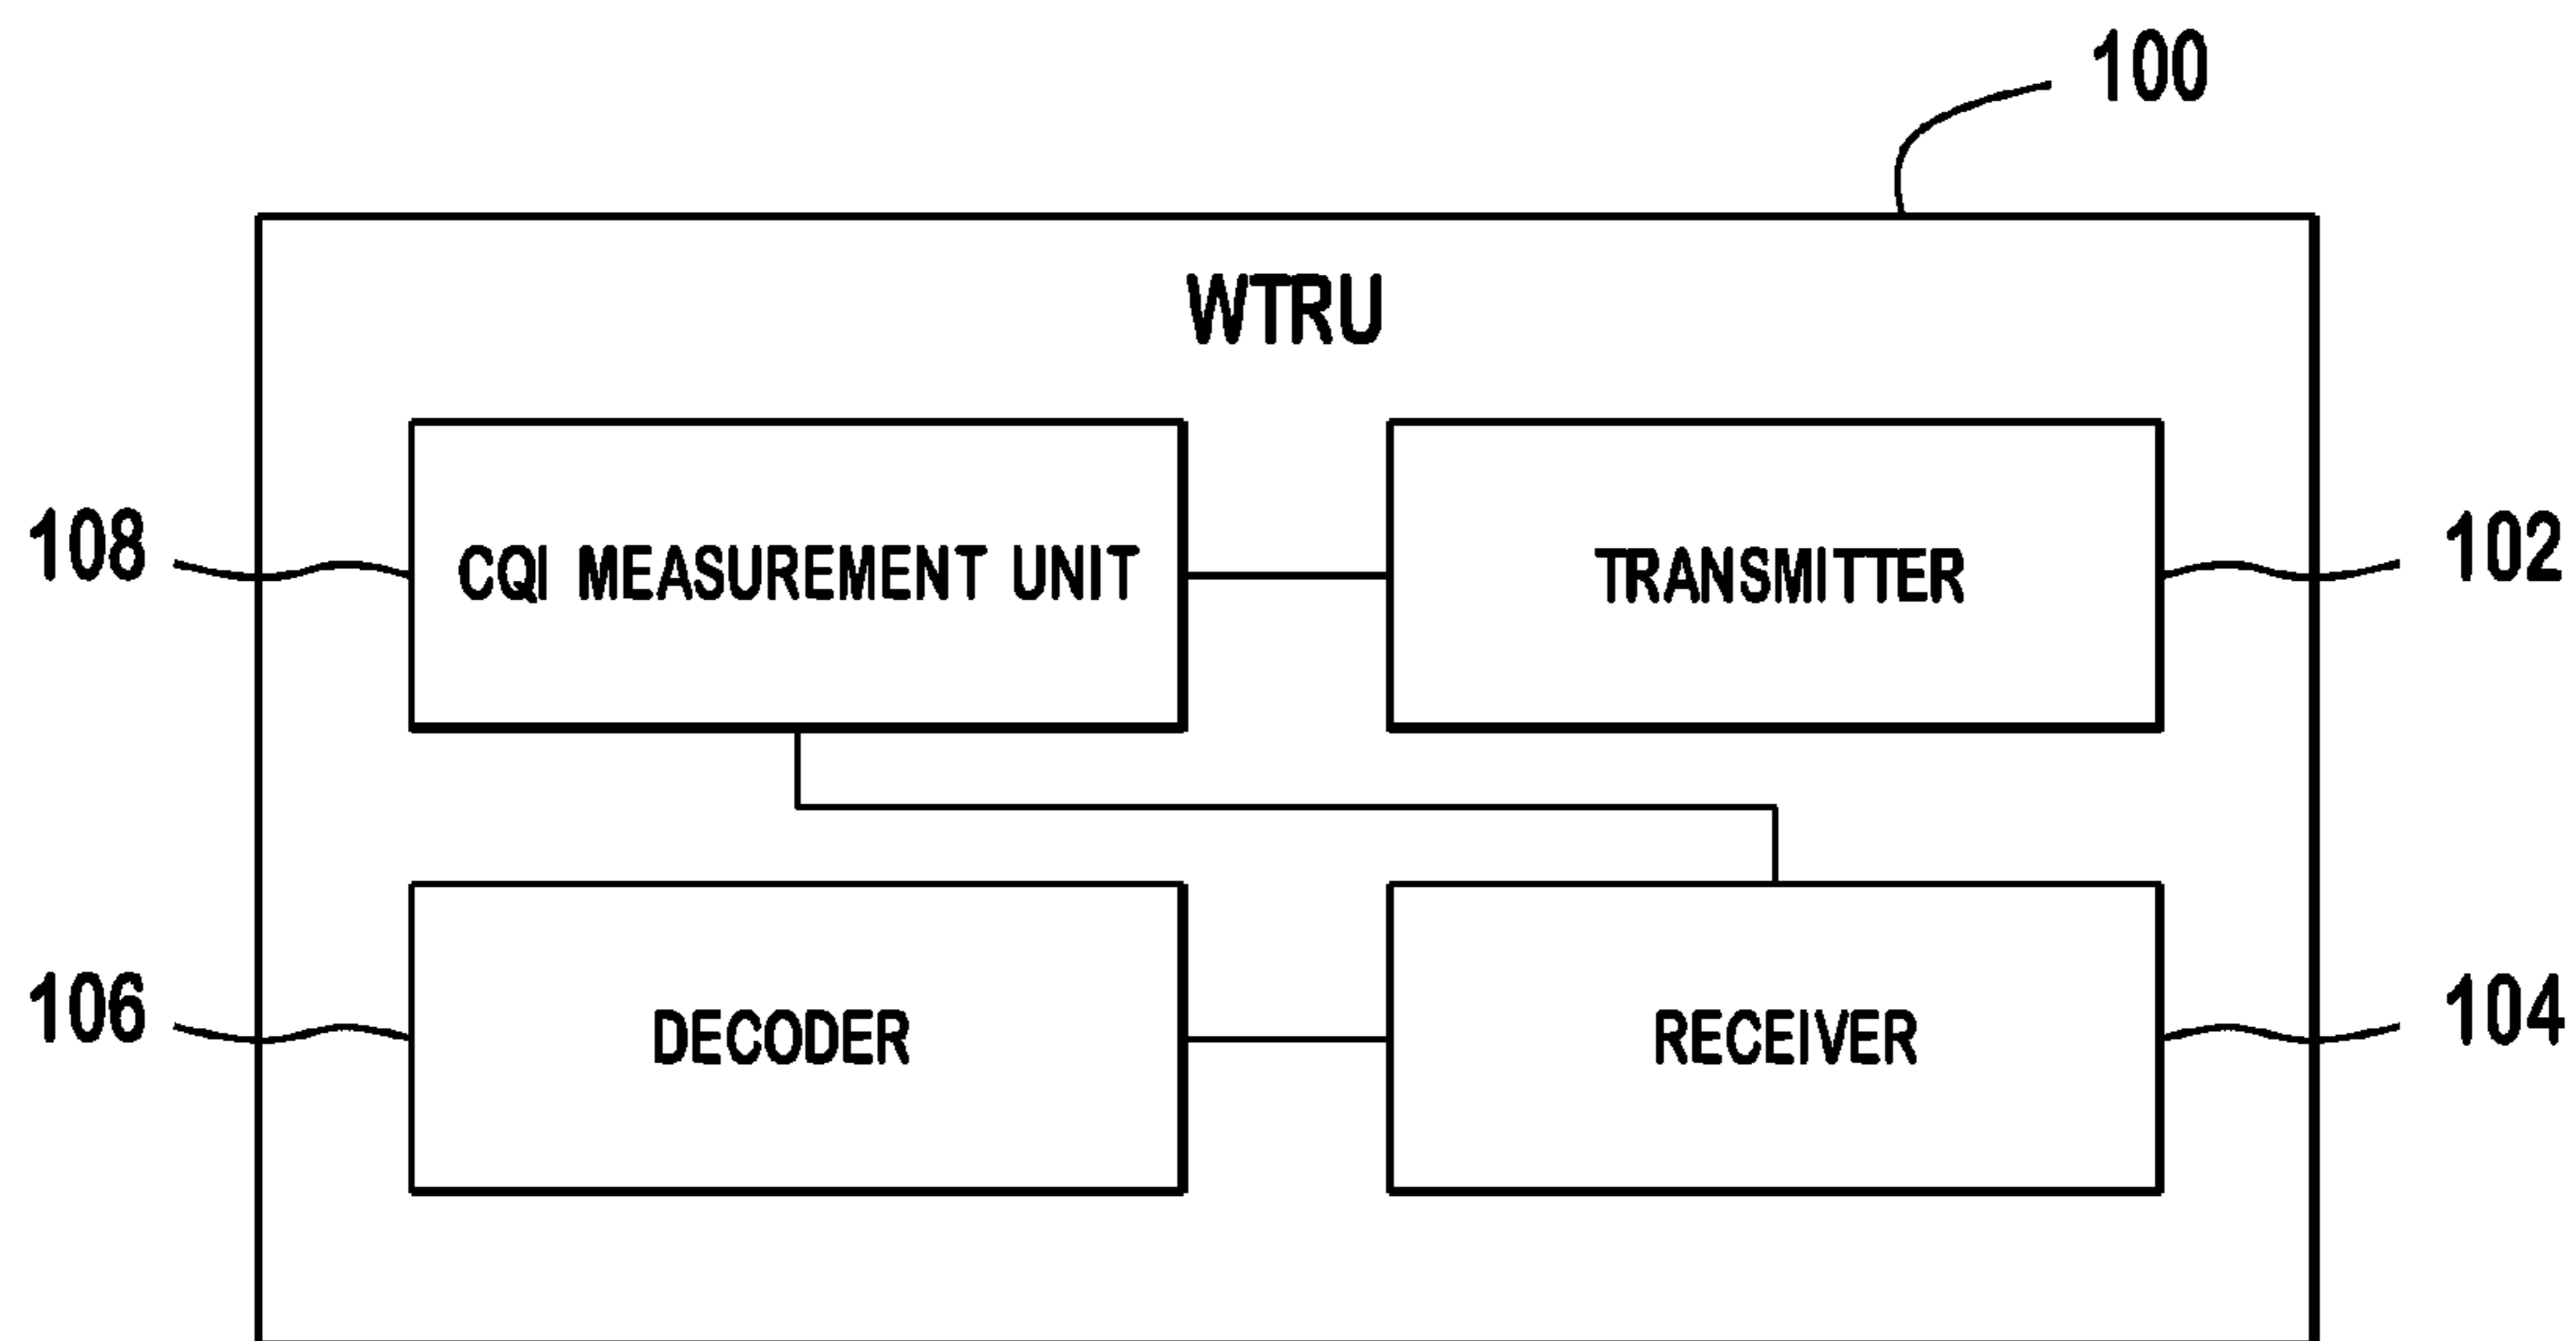 100
WTRU
108
CQI MEASUREMENT UNIT
TRANSMITTER
102
106
DECODER
RECEIVER
104